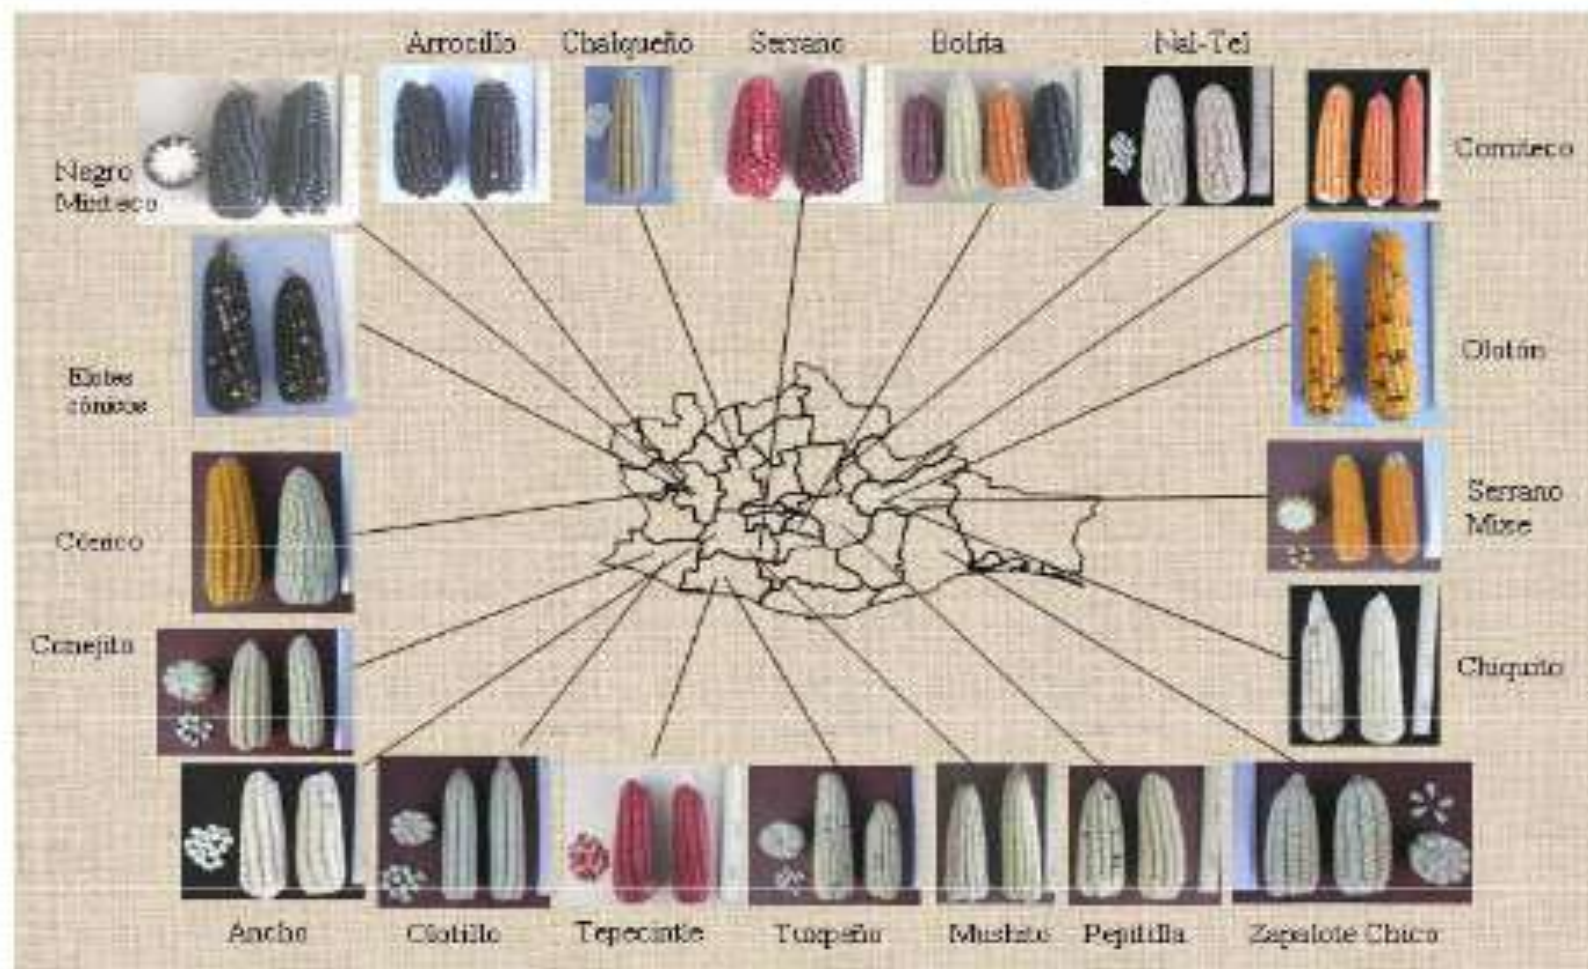 Arrocillo
Chalqueño
Serrano
Bolita
Nal-Tel
Negro
Mixteco
Comiteco
Elotes
cónicos
Olotón
Cónico
Serrano
Mixe
Conejito
Chiquito
Ancho
Olotillo
Tepecintle
Tuxpeño
Mushito
Pepitilla
Zapalote Chico